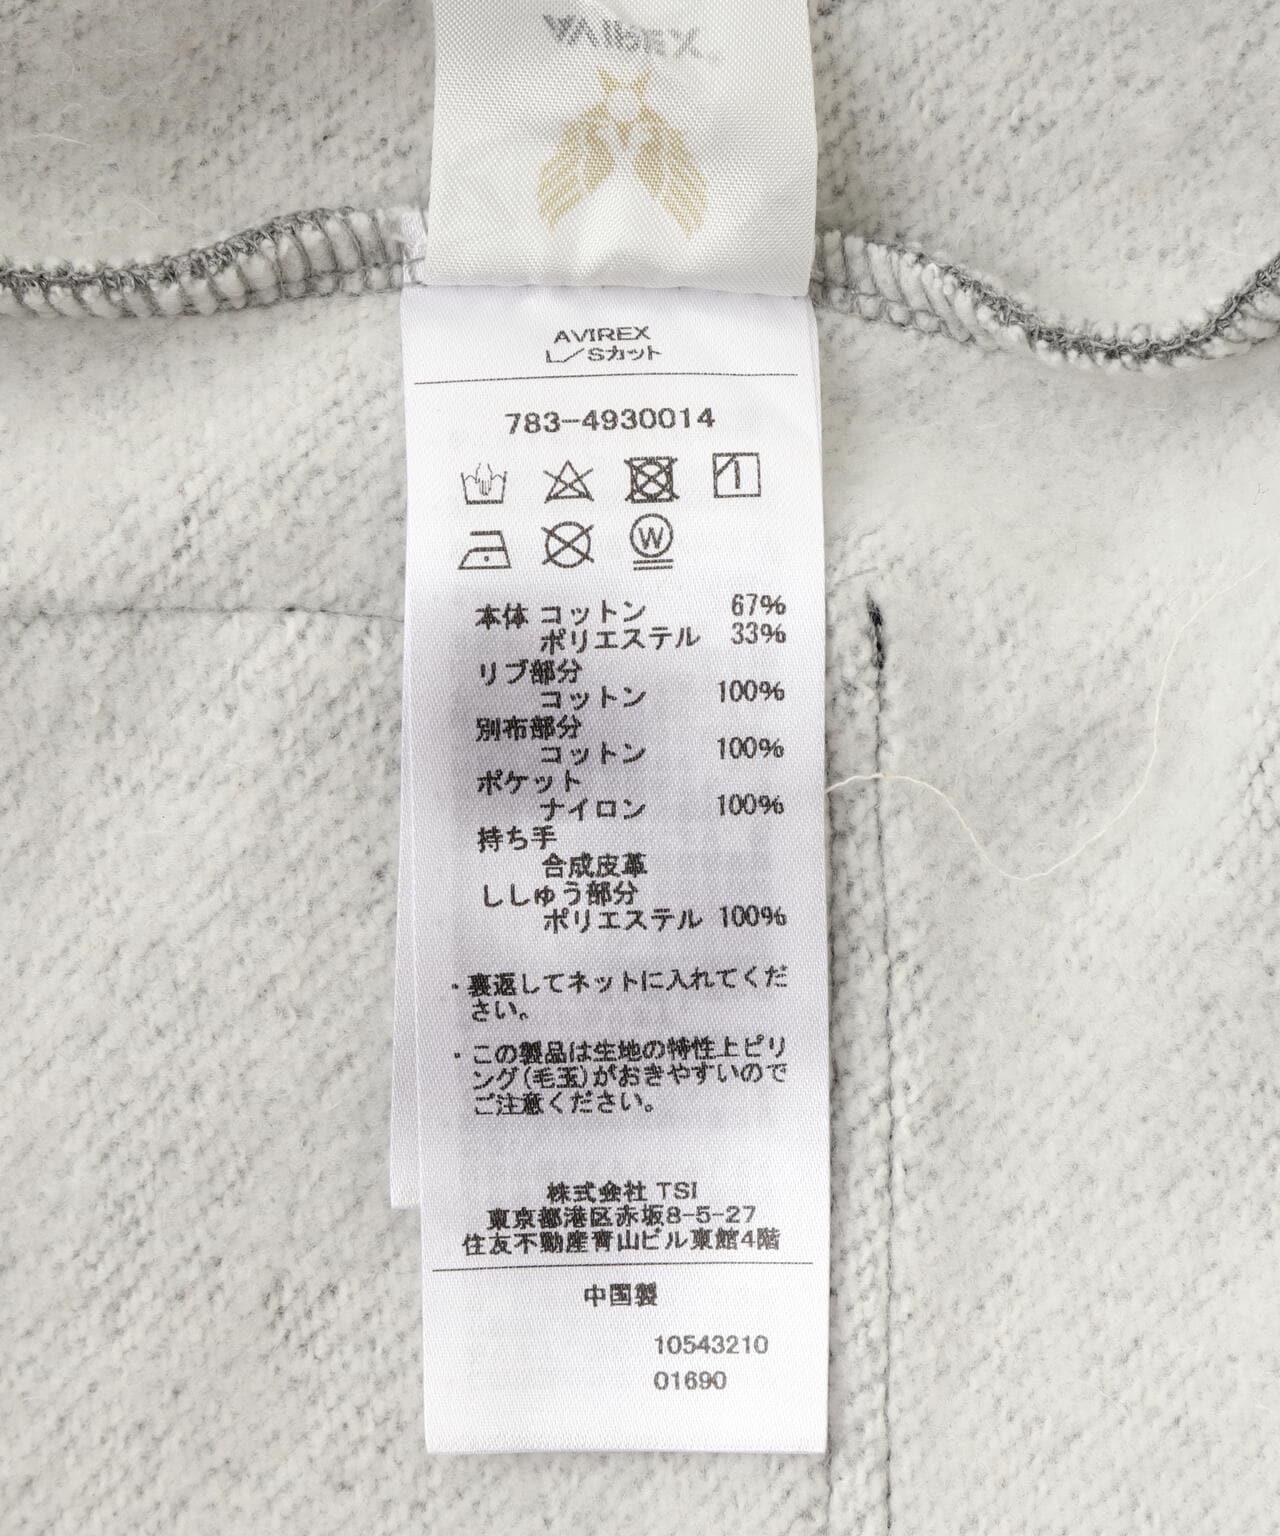 AVIREX
AVIREX
L／Sカット
783-4930014
1
W
本体 コットン 67%
ポリエステル 33%
リブ部分
コットン 100%
別布部分
コットン 100%
ポケット
ナイロン 100%
持ち手
合成皮革
ししゅう部分
ポリエステル 100%
・裏返してネットに入れてくだ
さい。
・この製品は生地の特性上ピリ
ング(毛玉)がおきやすいので
ご注意ください。
株式会社 TSI
東京都港区赤坂8-5-27
住友不動産青山ビル東館4階
中国製
10543210
01690